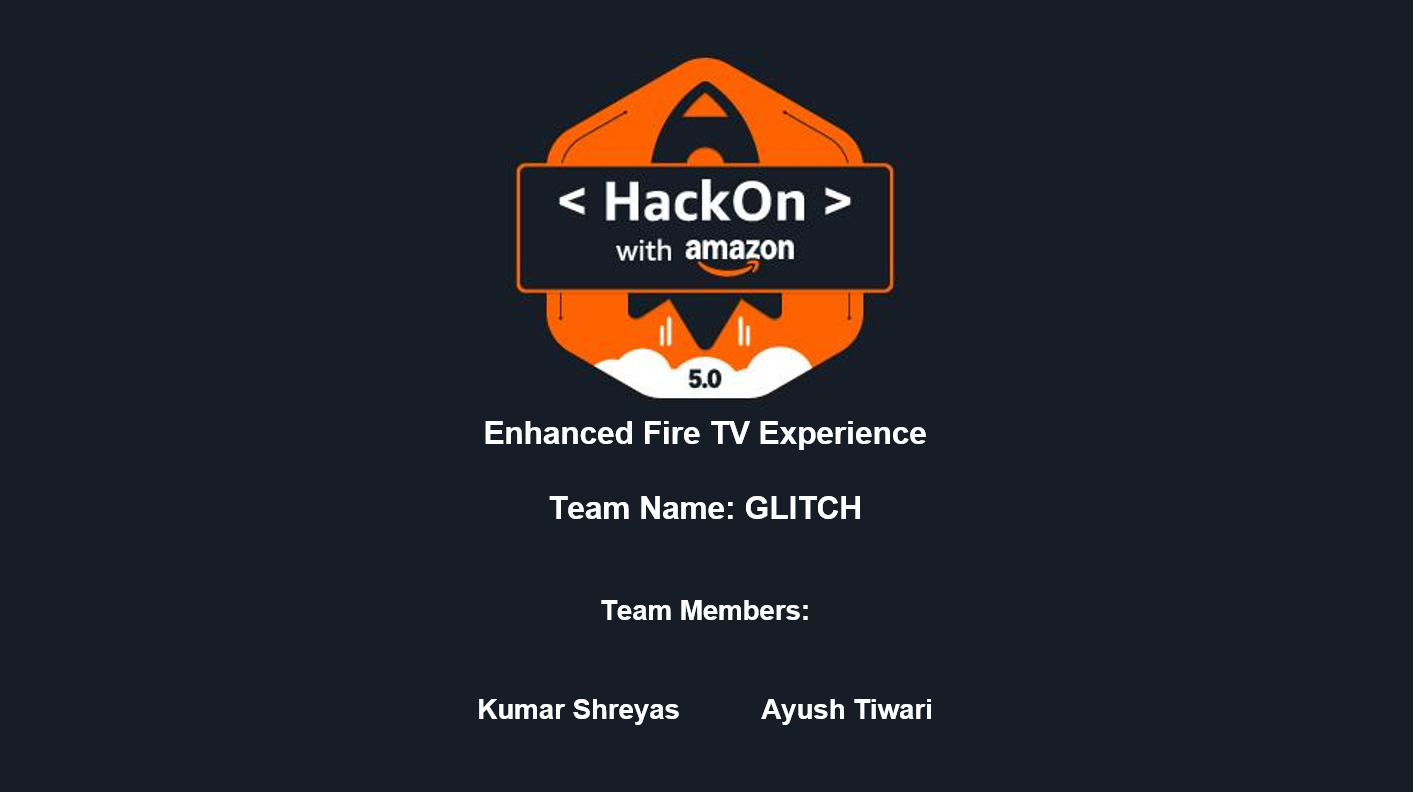 < HackOn >
with amazon
5.0
Enhanced Fire TV Experience
Team Name: GLITCH
Team Members:
Kumar Shreyas Ayush Tiwari